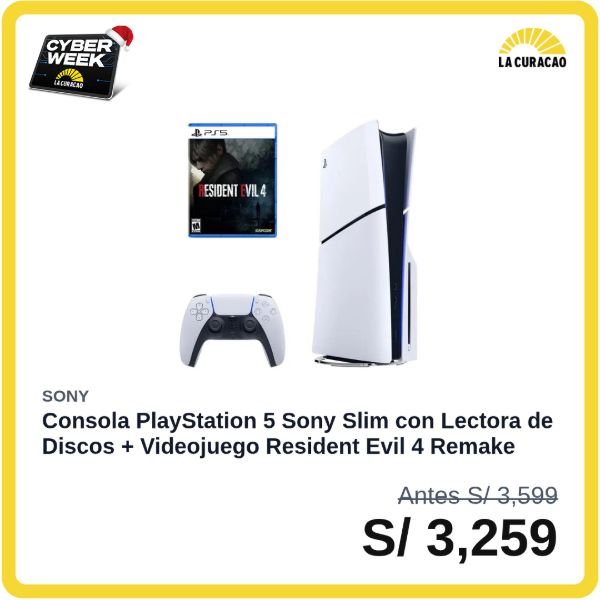 CYBER
WEEK
LA CURACAO
LA CURACAO
PS5
RESIDENT EVIL 4
CAPCOM
SONY
Consola PlayStation 5 Sony Slim con Lectora de
Discos + Videojuego Resident Evil 4 Remake
Antes S/ 3,599
S/ 3,259